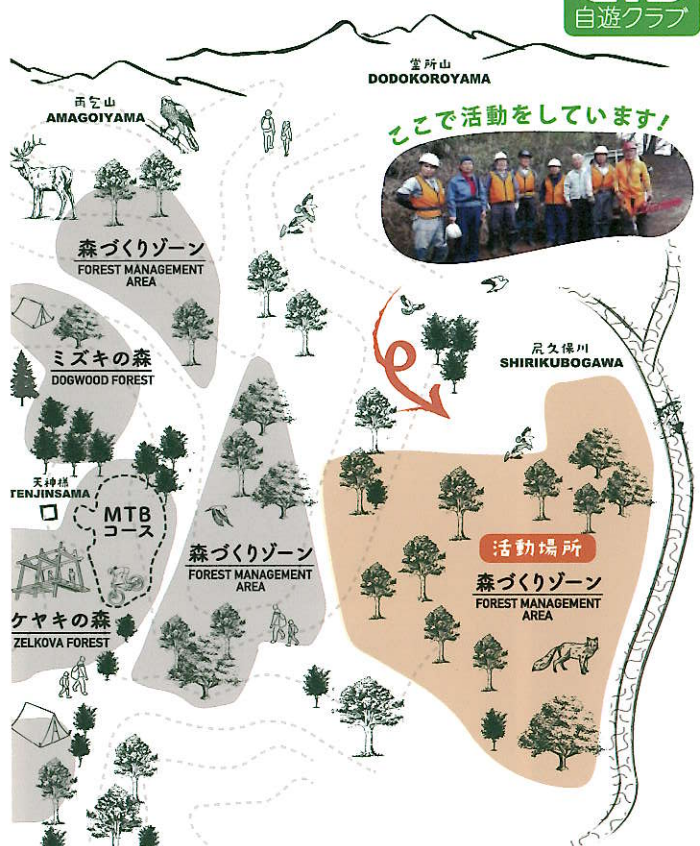 自遊クラブ
堂所山
DODOKOROYAMA
雨乞山
AMAGOIYAMA
ここで活動をしています!
森づくりゾーン
FOREST MANAGEMENT
AREA
ミズキの森
DOGWOOD FOREST
尻久保川
SHIRIKUBOGAWA
天神様
TENJINSAMA
MTB
コース
活動場所
森づくりゾーン
FOREST MANAGEMENT
AREA
森づくりゾーン
FOREST MANAGEMENT
AREA
ケヤキの森
ZELKOVA FOREST